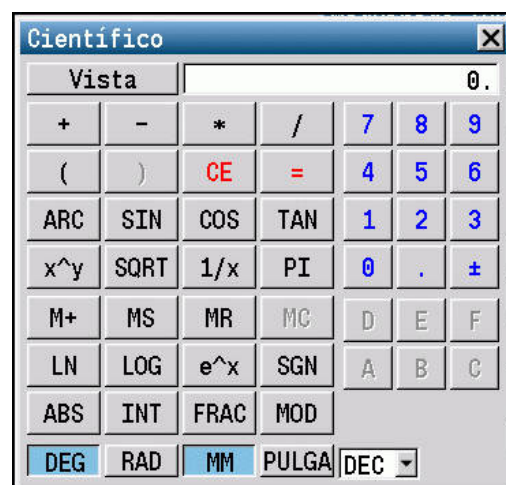 Científico
Vista 0.
+ - * / 7 8 9
( ) CE = 4 5 6
ARC SIN COS TAN 1 2 3
x^y SQRT 1/x PI 0 . ±
M+ MS MR MC D E F
LN LOG e^x SGN A B C
ABS INT FRAC MOD
DEG RAD MM PULGA DEC